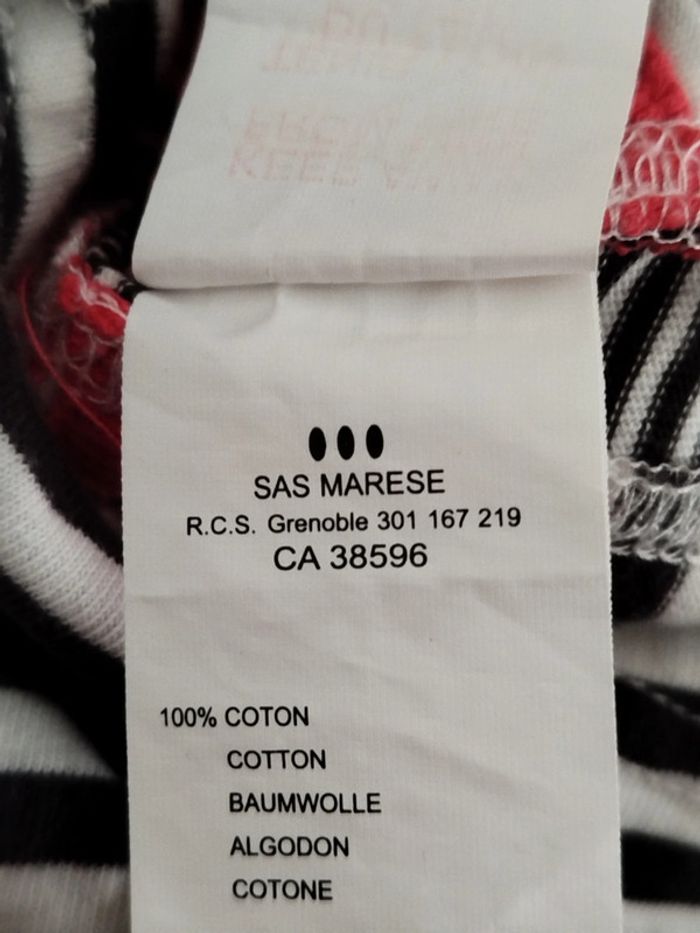 SAS MARESE
R.C.S. Grenoble 301 167 219
CA 38596
100% COTON
COTTON
BAUMWOLLE
ALGODON
COTONE